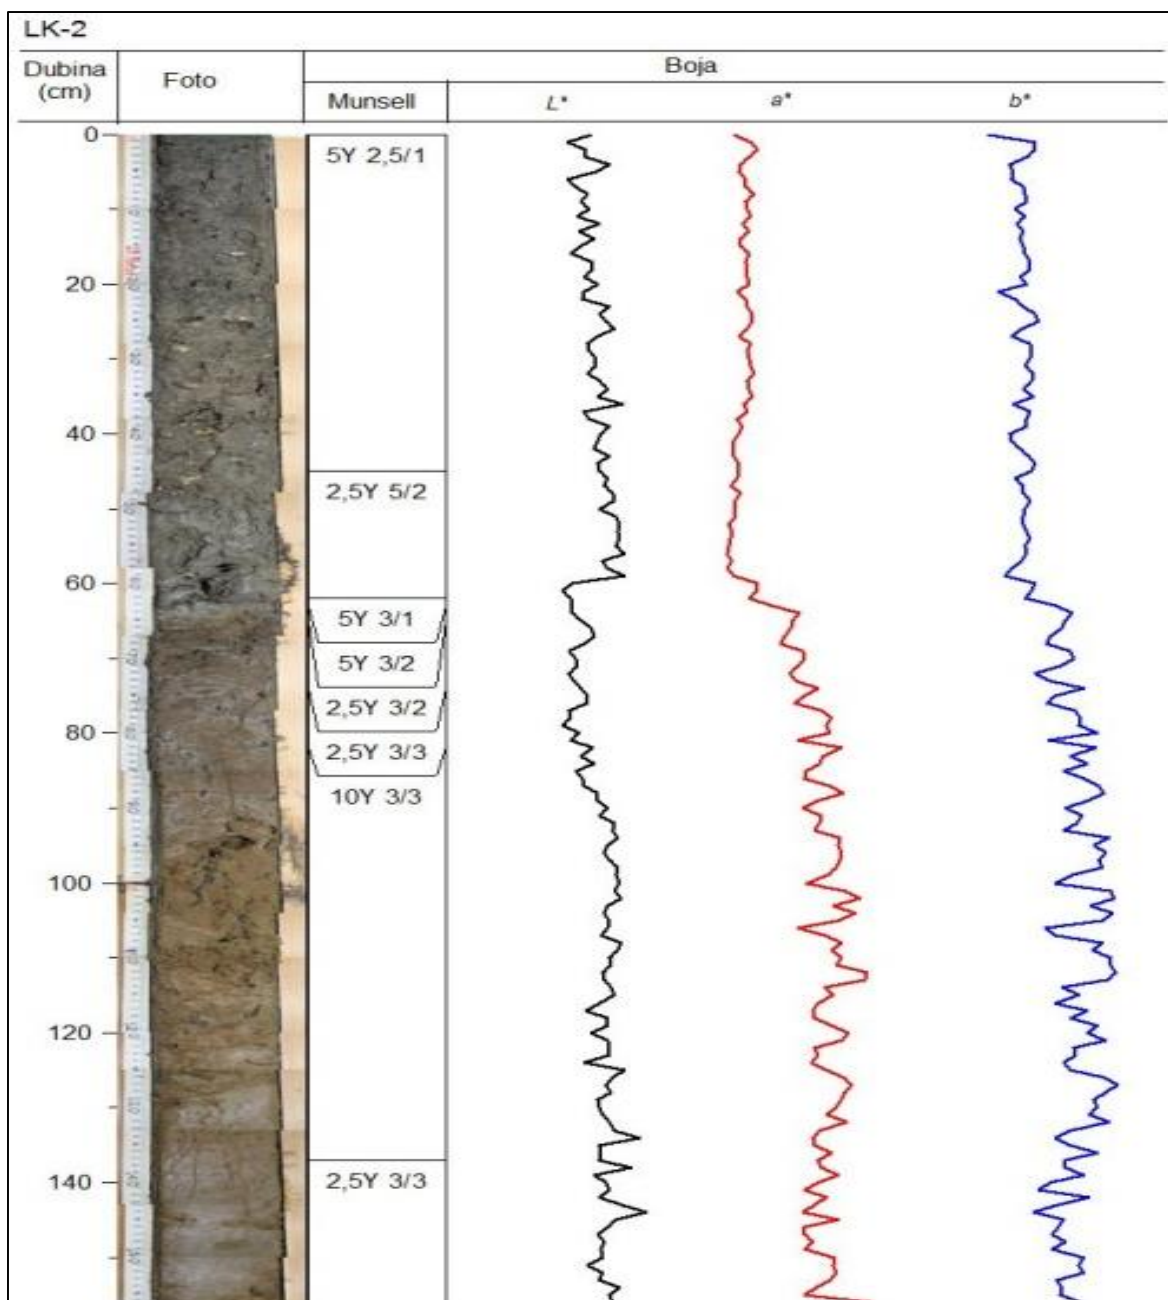 LK-2
Dubina
(cm)
Foto
Boja
Munsell
L*
a*
b*
0
5Y 2,5/1
20
40
2,5Y 5/2
60
5Y 3/1
5Y 3/2
2,5Y 3/2
80
2,5Y 3/3
10Y 3/3
100
120
140
2,5Y 3/3